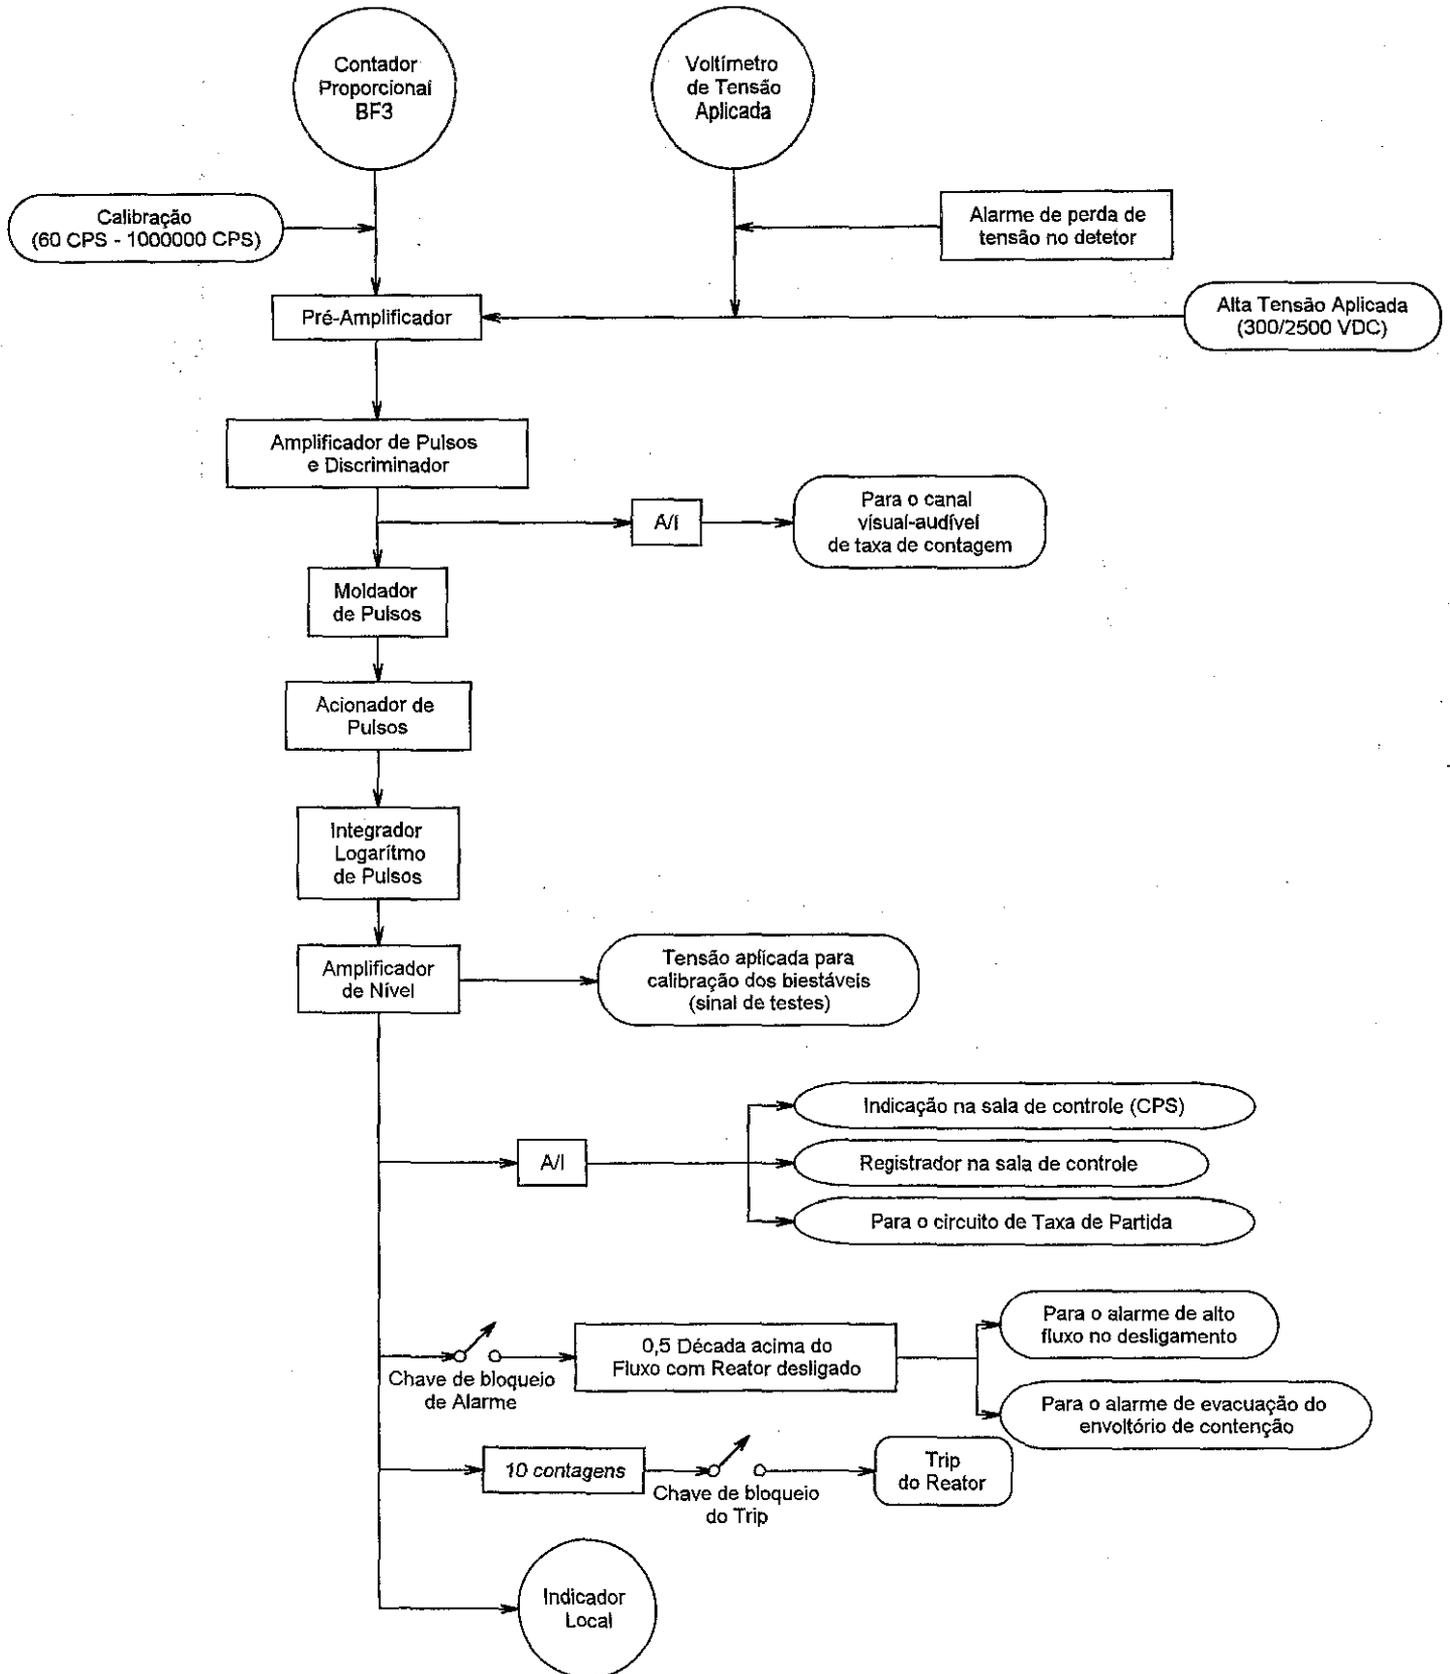 Contador
Proporcional
BF3
Voltímetro
de Tensão
Aplicada
Calibração
(60 CPS - 1000000 CPS)
Alarme de perda de
tensão no detetor
Pré-Amplificador
Alta Tensão Aplicada
(300/2500 VDC)
Amplificador de Pulsos
e Discriminador
A/I
Para o canal
visual-audível
de taxa de contagem
Moldador
de Pulsos
Acionador de
Pulsos
Integrador
Logarítmo
de Pulsos
Amplificador
de Nível
Tensão aplicada para
calibração dos biestáveis
(sinal de testes)
Indicação na sala de controle (CPS)
A/I
Registrador na sala de controle
Para o circuito de Taxa de Partida
Para o alarme de alto
fluxo no desligamento
0,5 Década acima do
Fluxo com Reator desligado
Chave de bloqueio
de Alarme
Para o alarme de evacuação do
envoltório de contenção
10 contagens
Chave de bloqueio
do Trip
Trip
do Reator
Indicador
Local